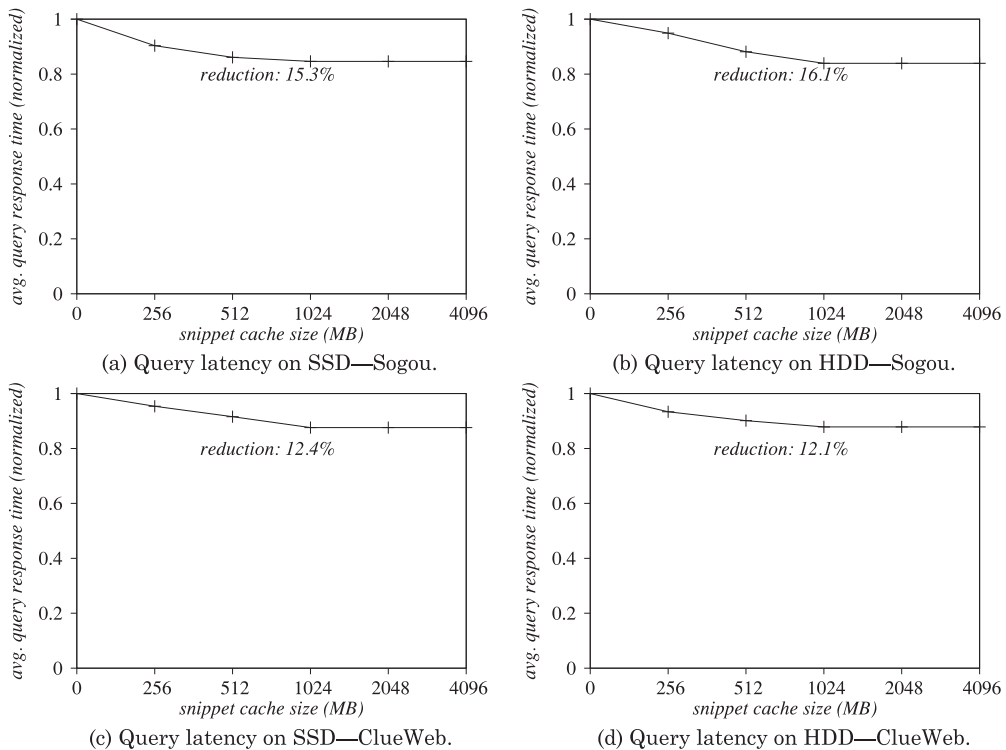 avg. query response time (normalized)
1
0.8
0.6
0.4
0.2
0
reduction: 15.3%
0 256 512 1024 2048 4096
snippet cache size (MB)
(a) Query latency on SSD—Sogou.
avg. query response time (normalized)
1
0.8
0.6
0.4
0.2
0
reduction: 16.1%
0 256 512 1024 2048 4096
snippet cache size (MB)
(b) Query latency on HDD—Sogou.
avg. query response time (normalized)
1
0.8
0.6
0.4
0.2
0
reduction: 12.4%
0 256 512 1024 2048 4096
snippet cache size (MB)
(c) Query latency on SSD—ClueWeb.
avg. query response time (normalized)
1
0.8
0.6
0.4
0.2
0
reduction: 12.1%
0 256 512 1024 2048 4096
snippet cache size (MB)
(d) Query latency on HDD—ClueWeb.